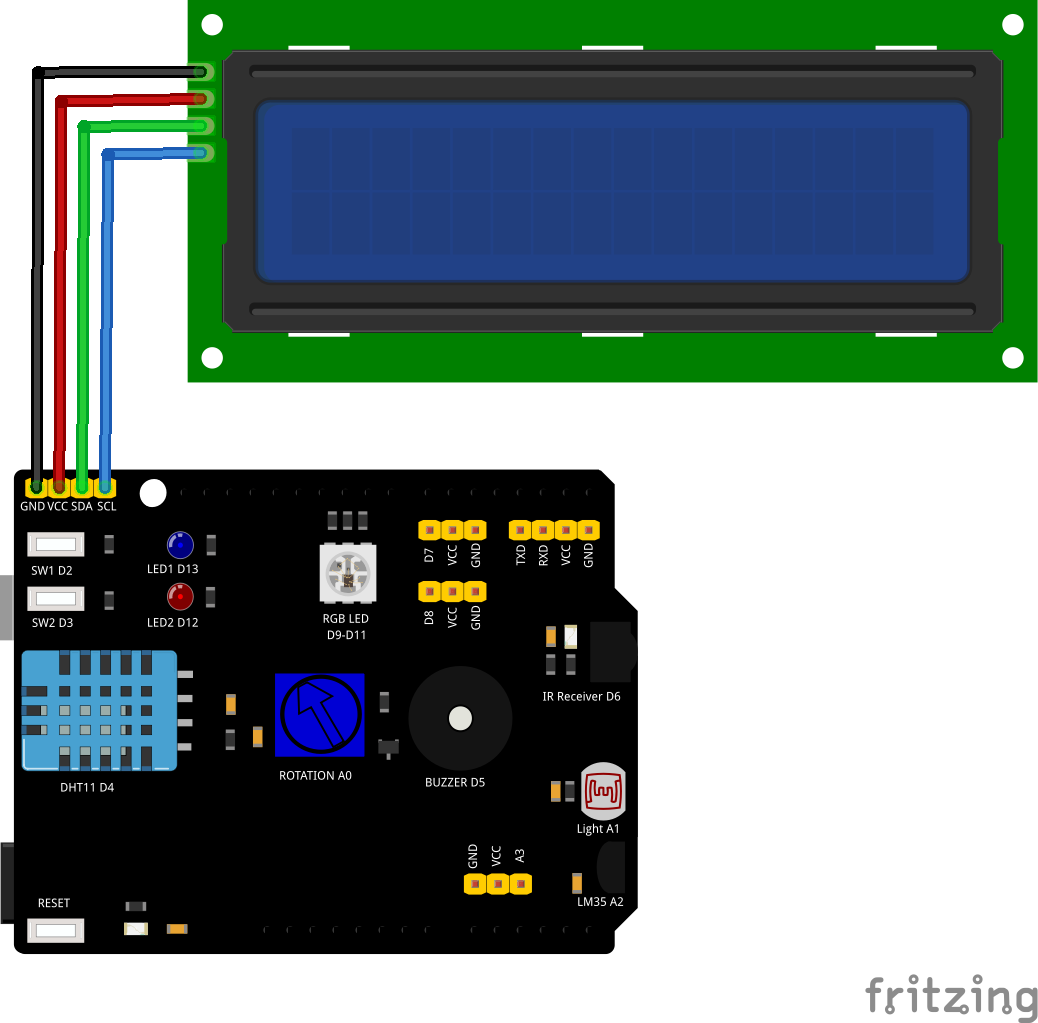 GND VCC SDA SCL
SW1 D2
LED1 D13
SW2 D3
LED2 D12
RGB LED
D9-D11
D7 VCC GND
TXD RXD VCC GND
D8 VCC GND
IR Receiver D6
DHT11 D4
ROTATION A0
BUZZER D5
Light A1
GND VCC A3
LM35 A2
RESET
fritzing